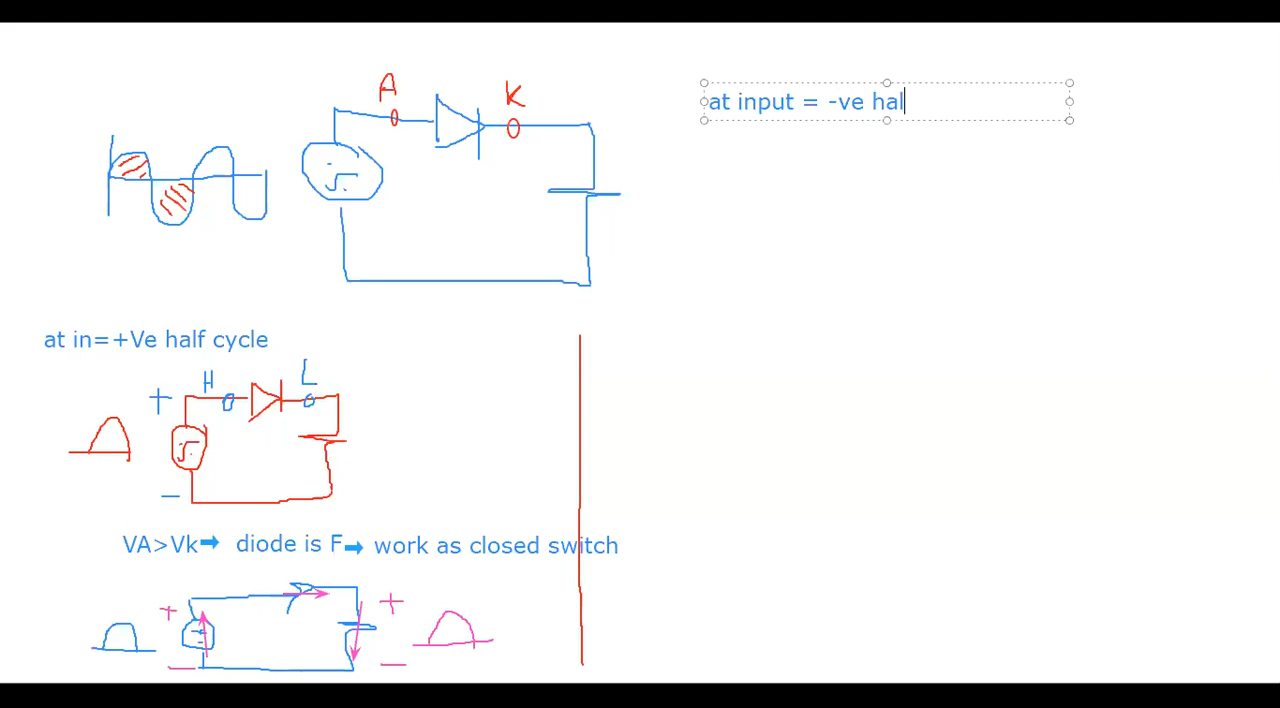 A
K
at input = -ve hal
at in=+Ve half cycle
+ H L
−
VA>Vk➡ diode is F➡ work as closed switch
+ +
− −